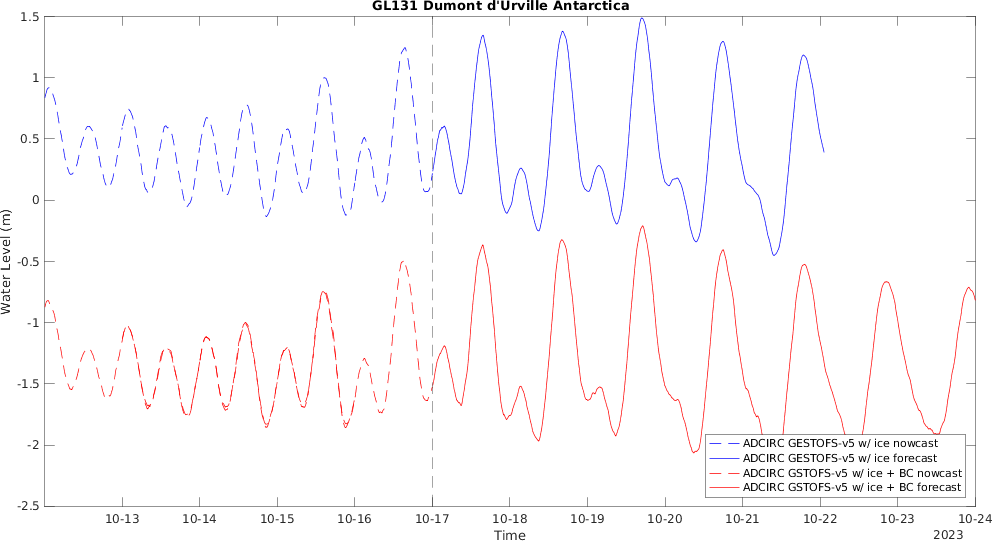 GL131 Dumont d'Urville Antarctica
1.5
1
0.5
0
-0.5
-1
-1.5
-2
-2.5
Water Level (m)
ADCIRC GESTOFS-v5 w/ ice nowcast
ADCIRC GESTOFS-v5 w/ ice forecast
ADCIRC GSTOFS-v5 w/ ice + BC nowcast
ADCIRC GSTOFS-v5 w/ ice + BC forecast
10-13 10-14 10-15 10-16 10-17 10-18 10-19 10-20 10-21 10-22 10-23 10-24
Time
2023